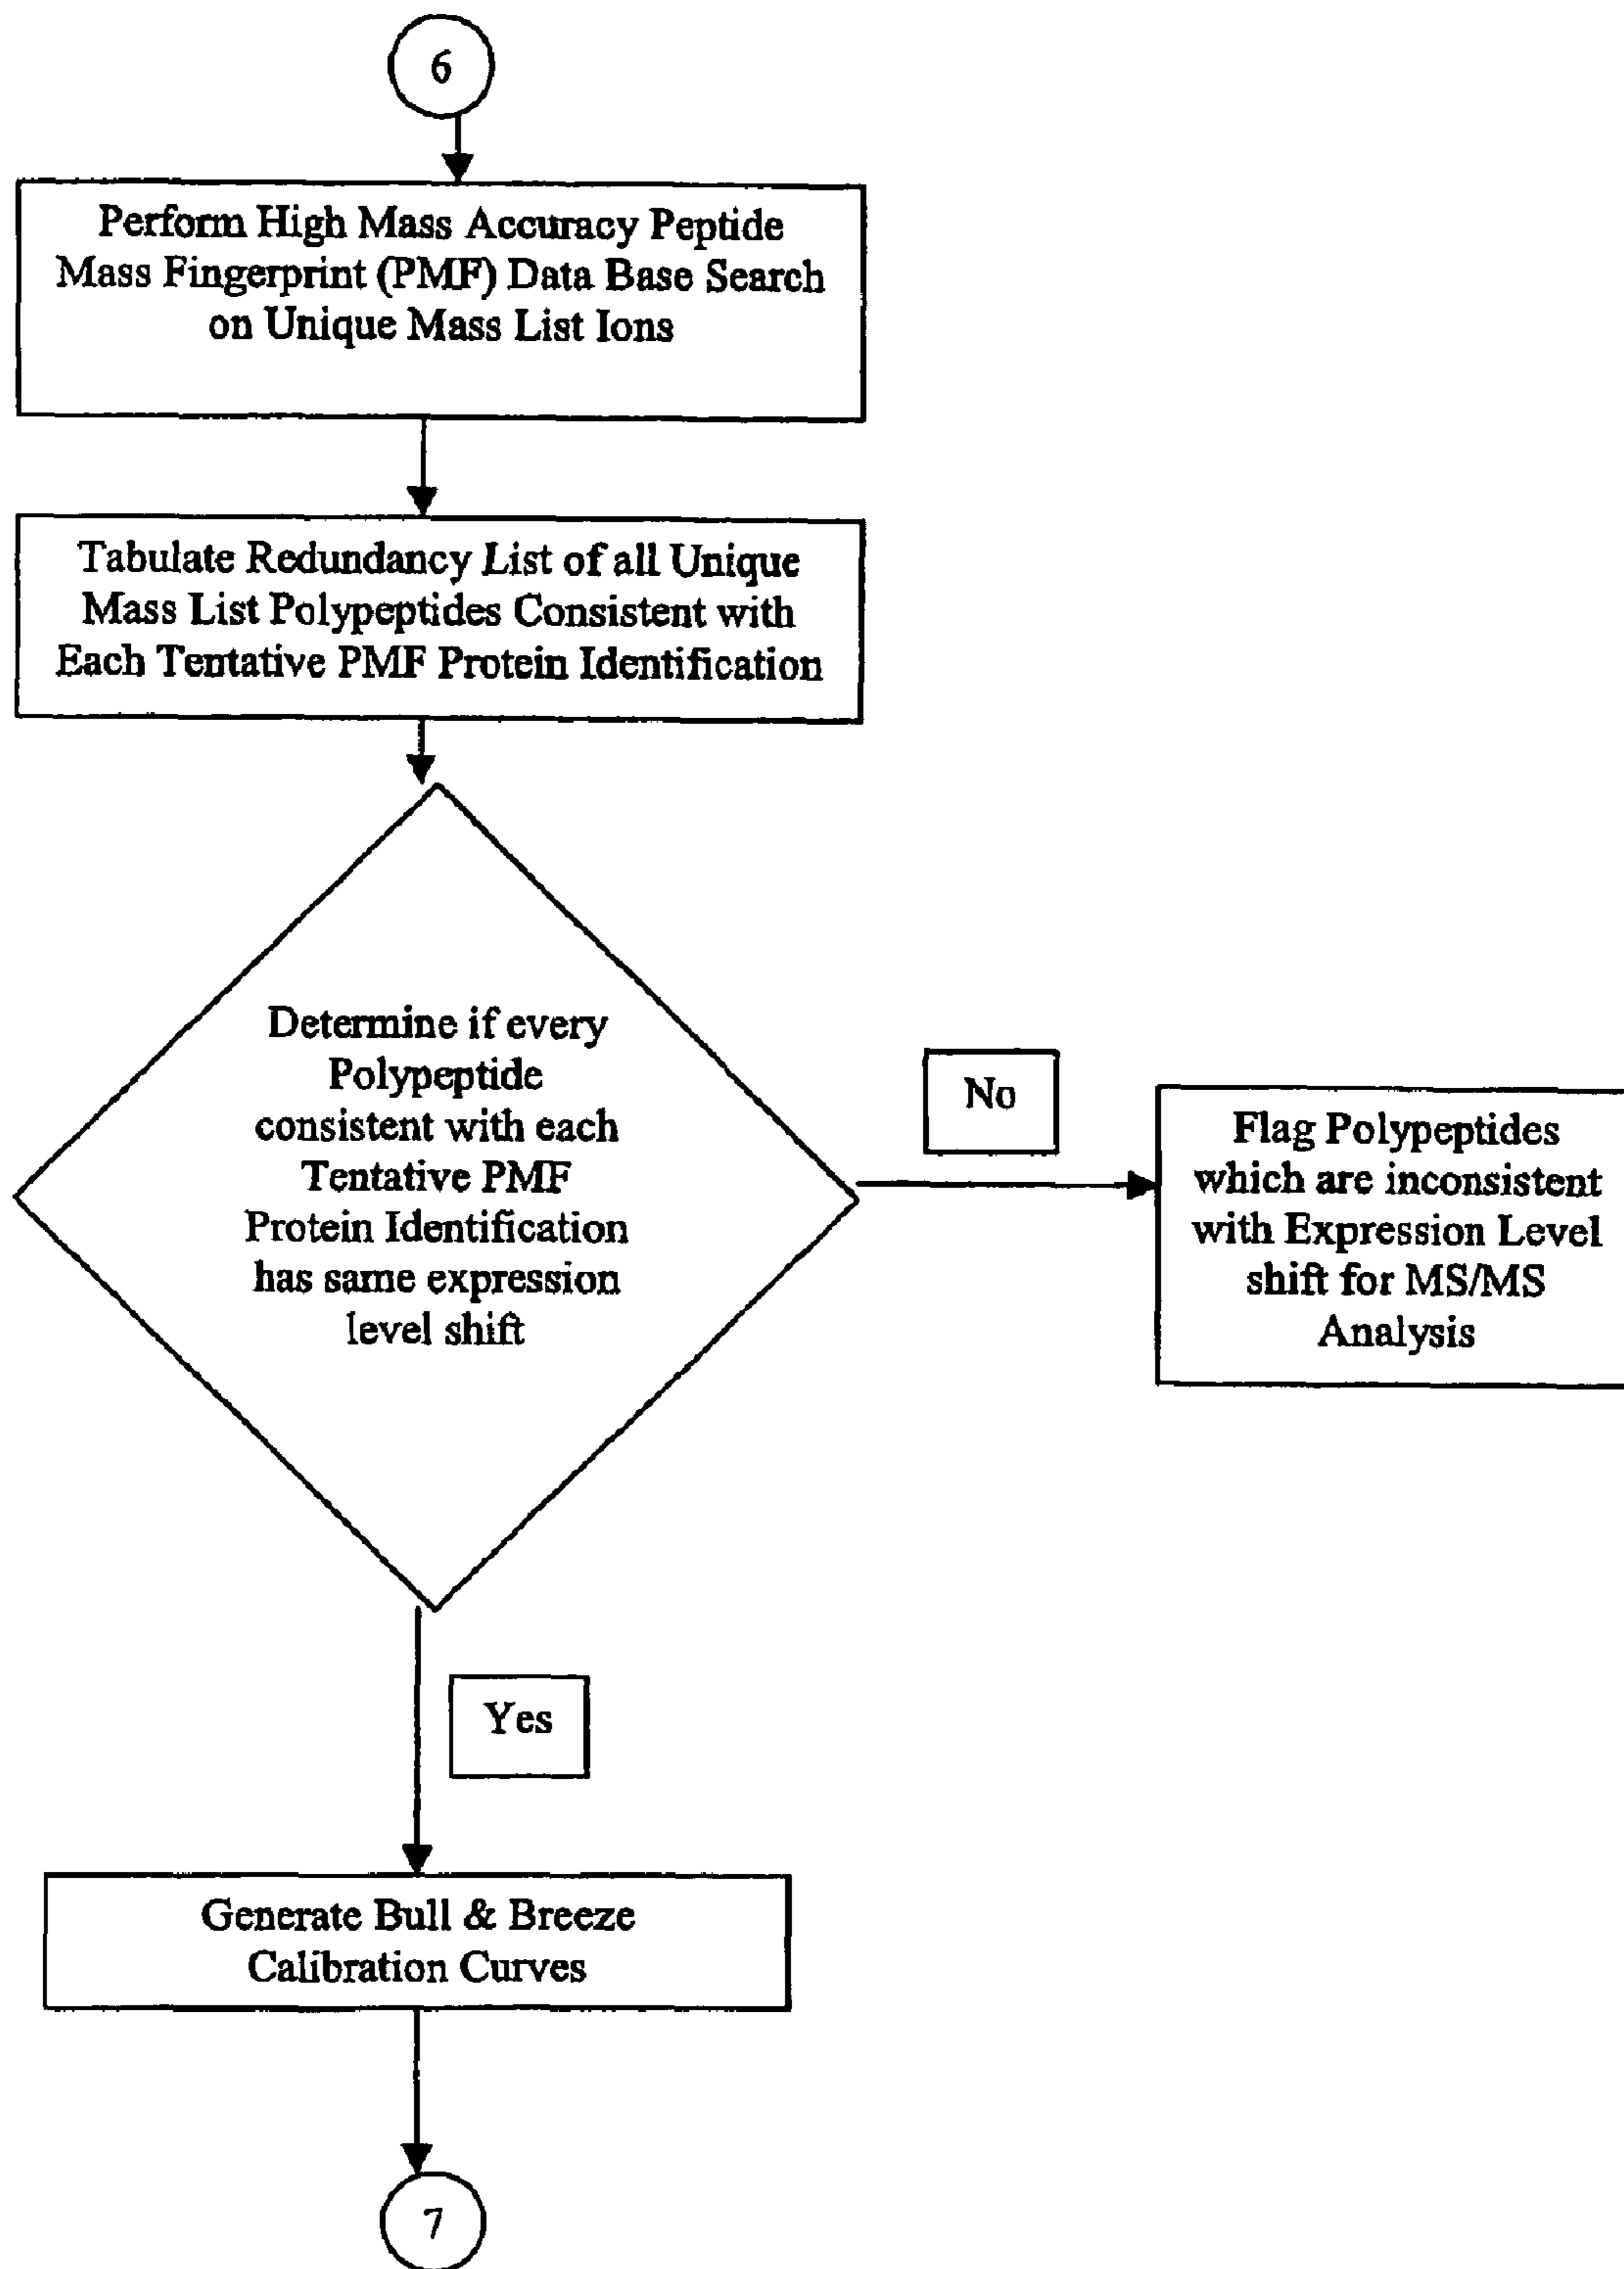 6
Perform High Mass Accuracy Peptide
Mass Fingerprint (PMF) Data Base Search
on Unique Mass List Ions
Tabulate Redundancy List of all Unique
Mass List Polypeptides Consistent with
Each Tentative PMF Protein Identification
Determine if every
Polypeptide
consistent with each
Tentative PMF
Protein Identification
has same expression
level shift
No
Flag Polypeptides
which are inconsistent
with Expression Level
shift for MS/MS
Analysis
Yes
Generate Bull & Breeze
Calibration Curves
7